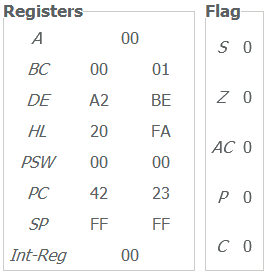 Registers
A 00
BC 00 01
DE A2 BE
HL 20 FA
PSW 00 00
PC 42 23
SP FF FF
Int-Reg 00
Flag
S 0
Z 0
AC 0
P 0
C 0